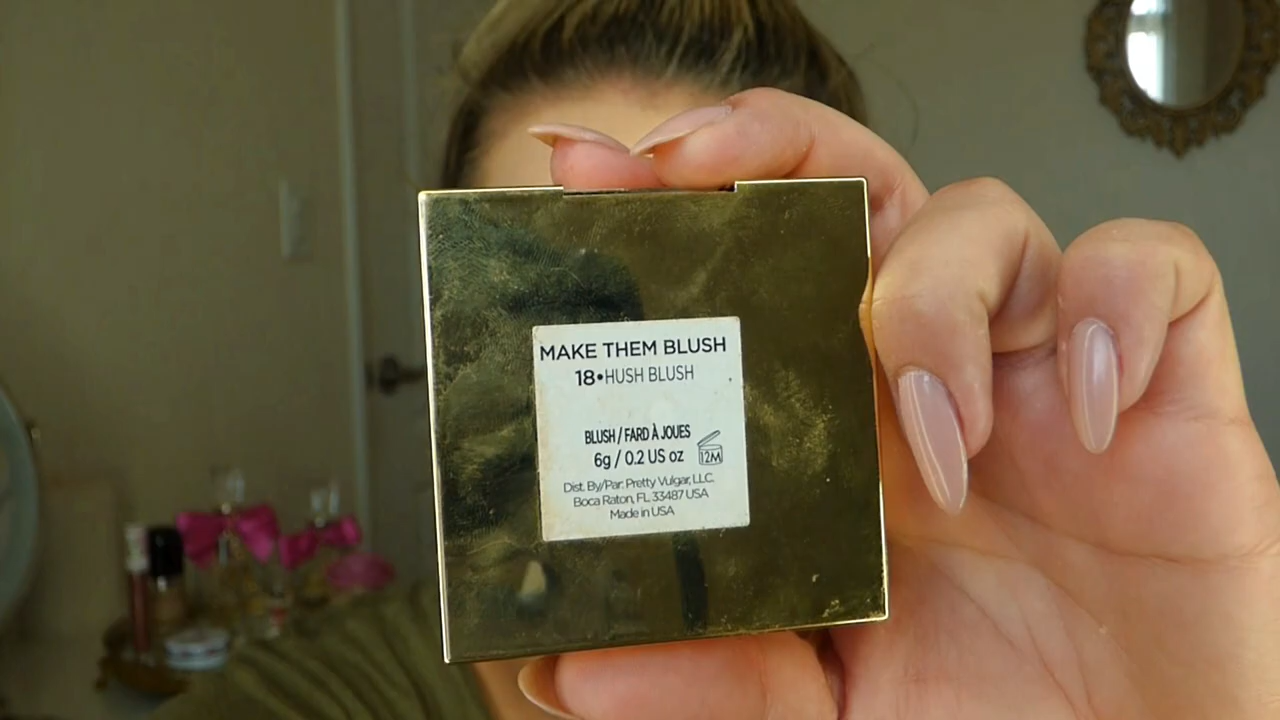 MAKE THEM BLUSH
18•HUSH BLUSH
BLUSH / FARD À JOUES
6g / 0.2 US oz
12M
Dist. By/Par: Pretty Vulgar, LLC.
Boca Raton, FL 33487 USA
Made in USA